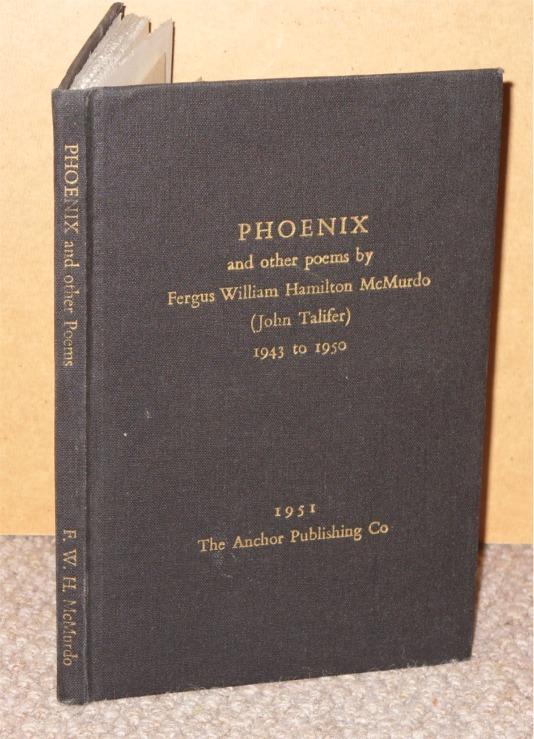 PHOENIX and other Poems
F. W. H. McMurdo
PHOENIX
and other poems by
Fergus William Hamilton McMurdo
(John Talifer)
1943 to 1950
1951
The Anchor Publishing Co